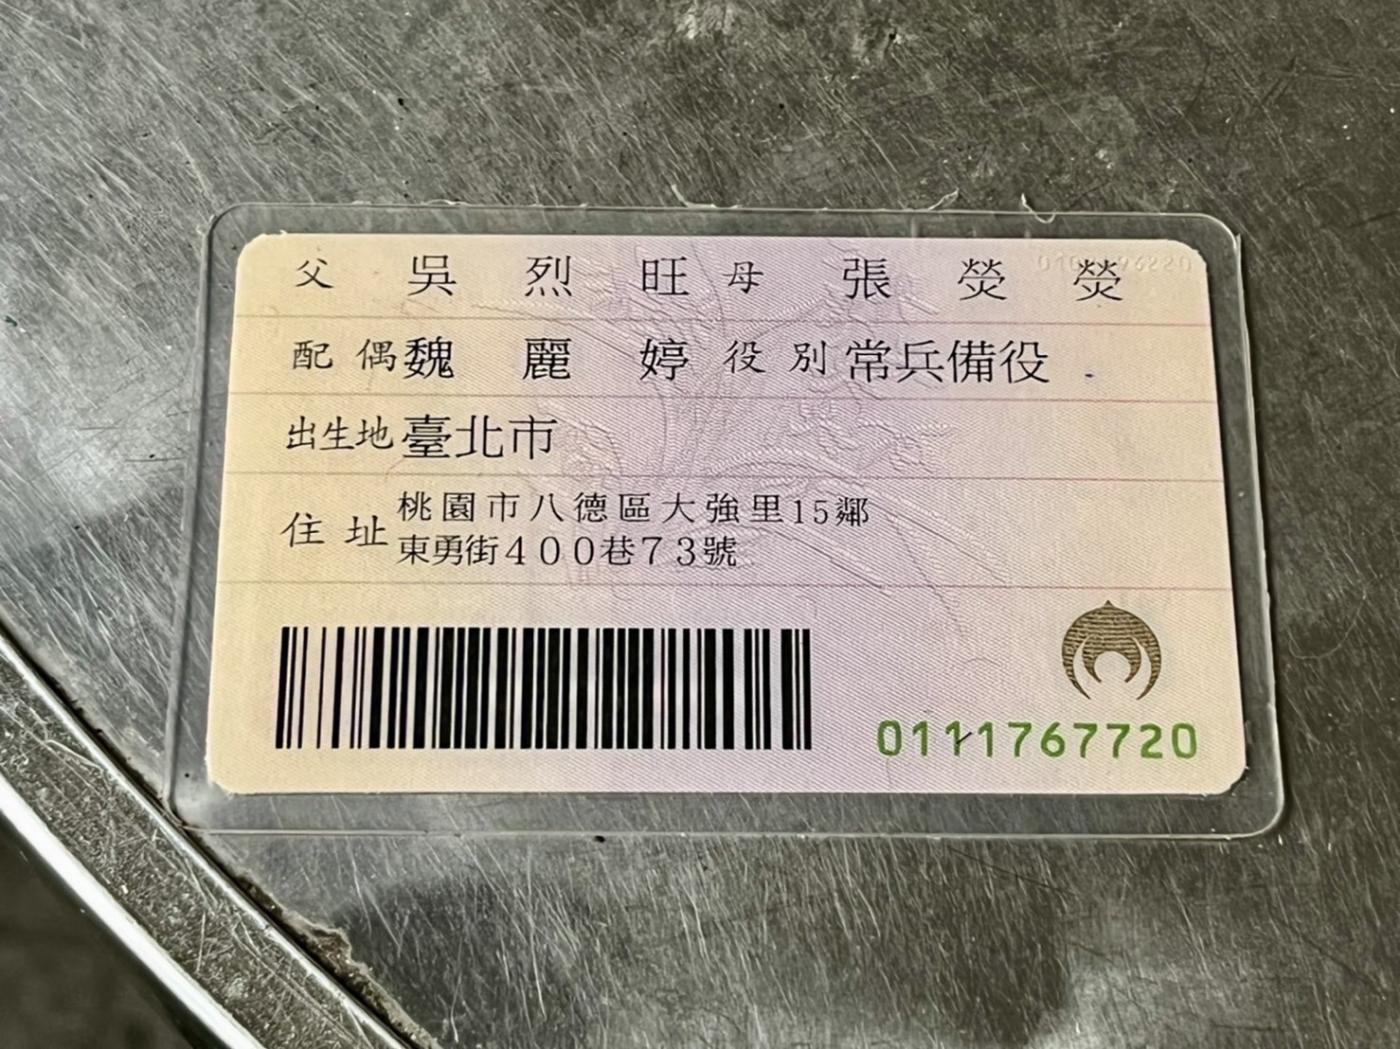 父 吳烈旺 母 張熒熒
配偶 魏麗婷 役別 常兵備役
出生地 臺北市
住址 桃園市八德區大強里15鄰
東勇街400巷73號
0111767720